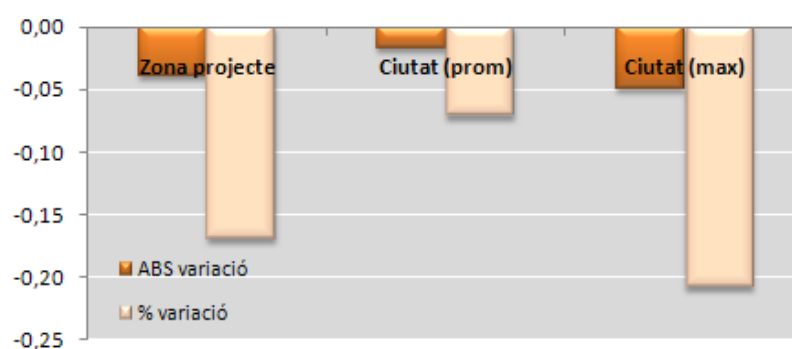 0,00
Zona projecte Ciutat (prom) Ciutat (max)
-0,05
-0,10
-0,15
-0,20
-0,25
ABS variació
% variació